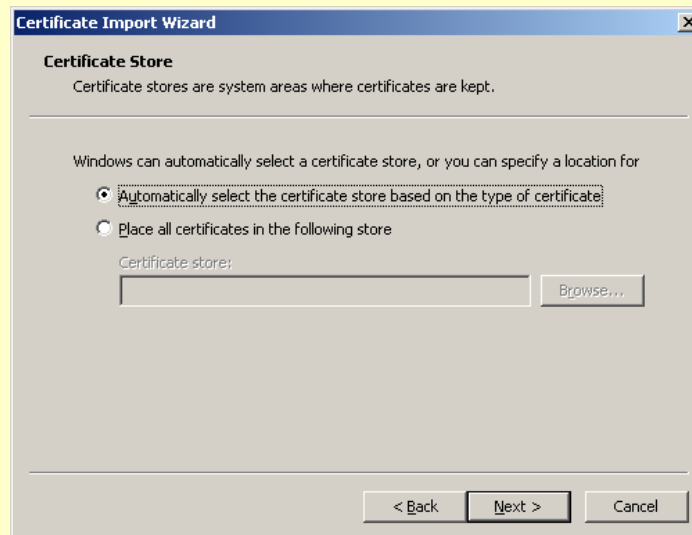 Certificate Import Wizard
Certificate Store
Certificate stores are system areas where certificates are kept.
Windows can automatically select a certificate store, or you can specify a location for
Automatically select the certificate store based on the type of certificate
Place all certificates in the following store
Certificate store:
Browse...
< Back
Next >
Cancel